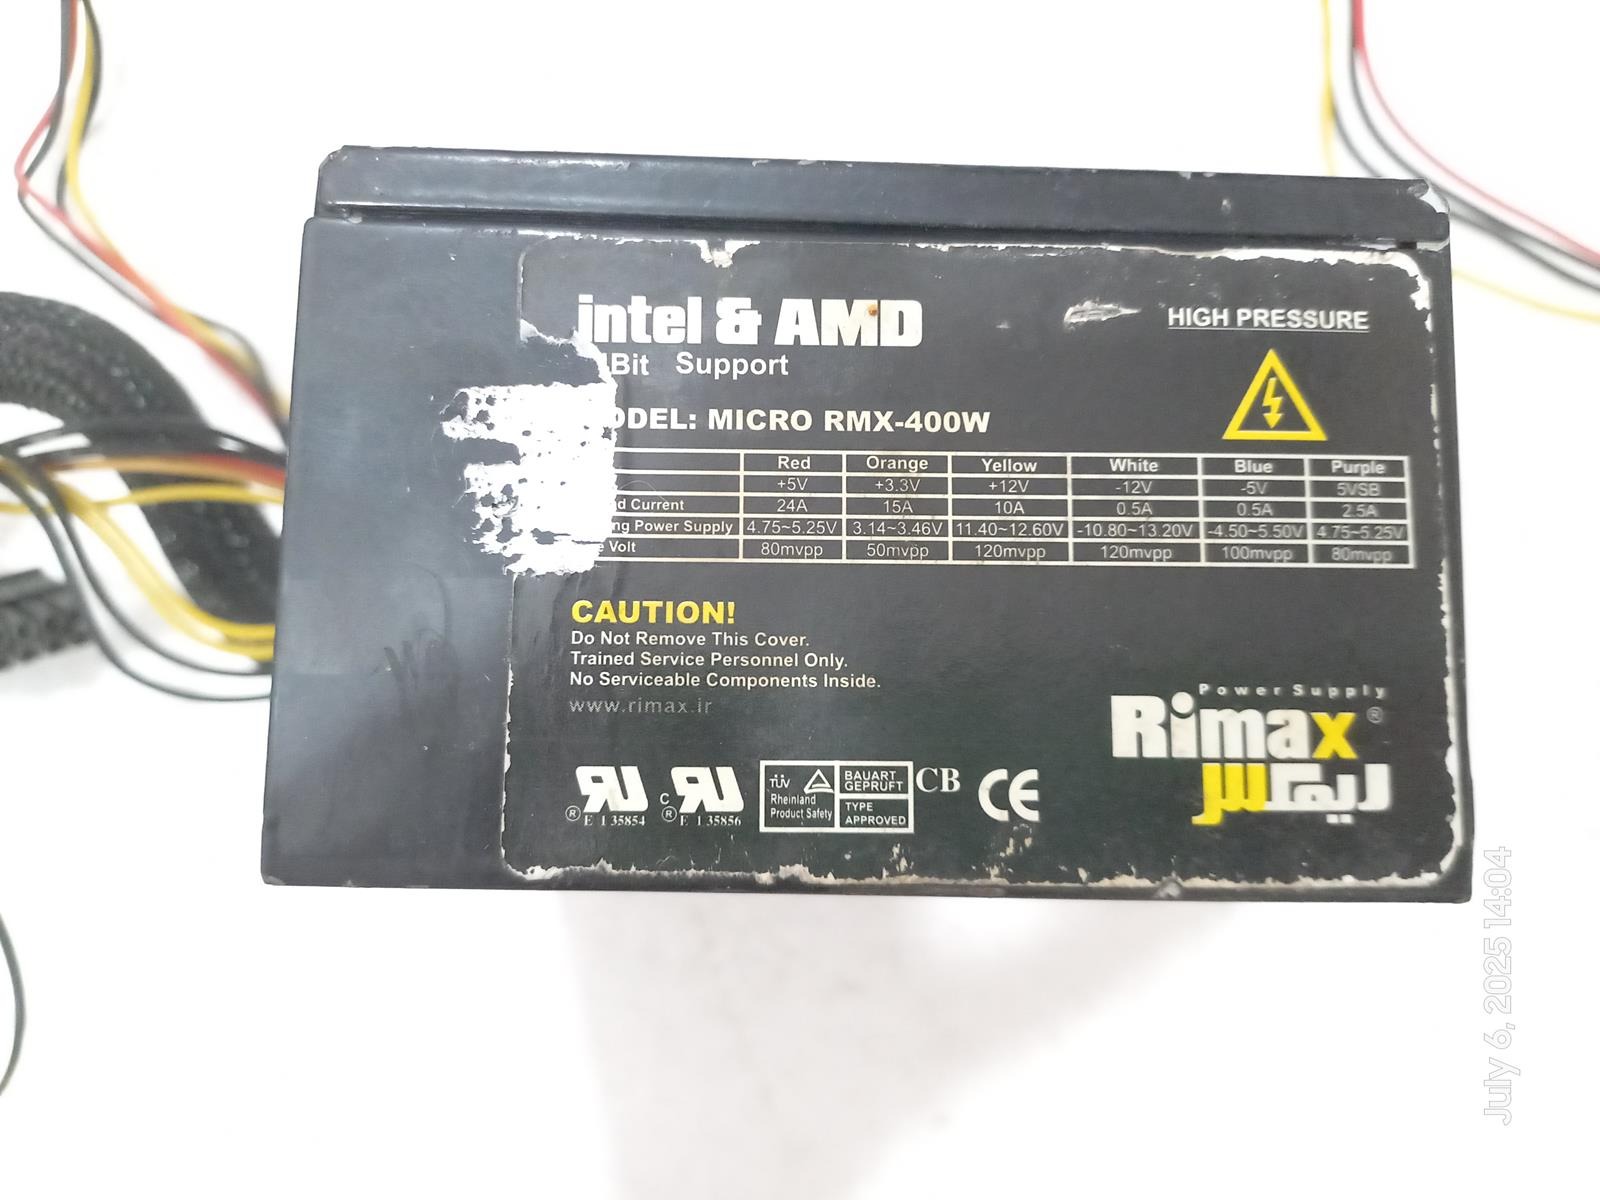 intel & AMD
Bit Support
HIGH PRESSURE
MODEL: MICRO RMX-400W
Red Orange Yellow White Blue Purple
+5V +3.3V +12V -12V -5V 5VSB
Current 24A 15A 10A 0.5A 0.5A 2.5A
Power Supply 4.75~5.25V 3.14~3.46V 11.40~12.60V -10.80~13.20V -4.50~5.50V 4.75~5.25V
Volt 80mvpp 50mvpp 120mvpp 120mvpp 100mvpp 80mvpp
CAUTION!
Do Not Remove This Cover.
Trained Service Personnel Only.
No Serviceable Components Inside.
www.rimax.ir
Power Supply
Rimax ®
ریمکس
® E 135854
C ® E 135856
TÜV
Rheinland
Product Safety
BAUART
GEPRÜFT
TYPE
APPROVED
CB
CE
July 6, 2025 14:04